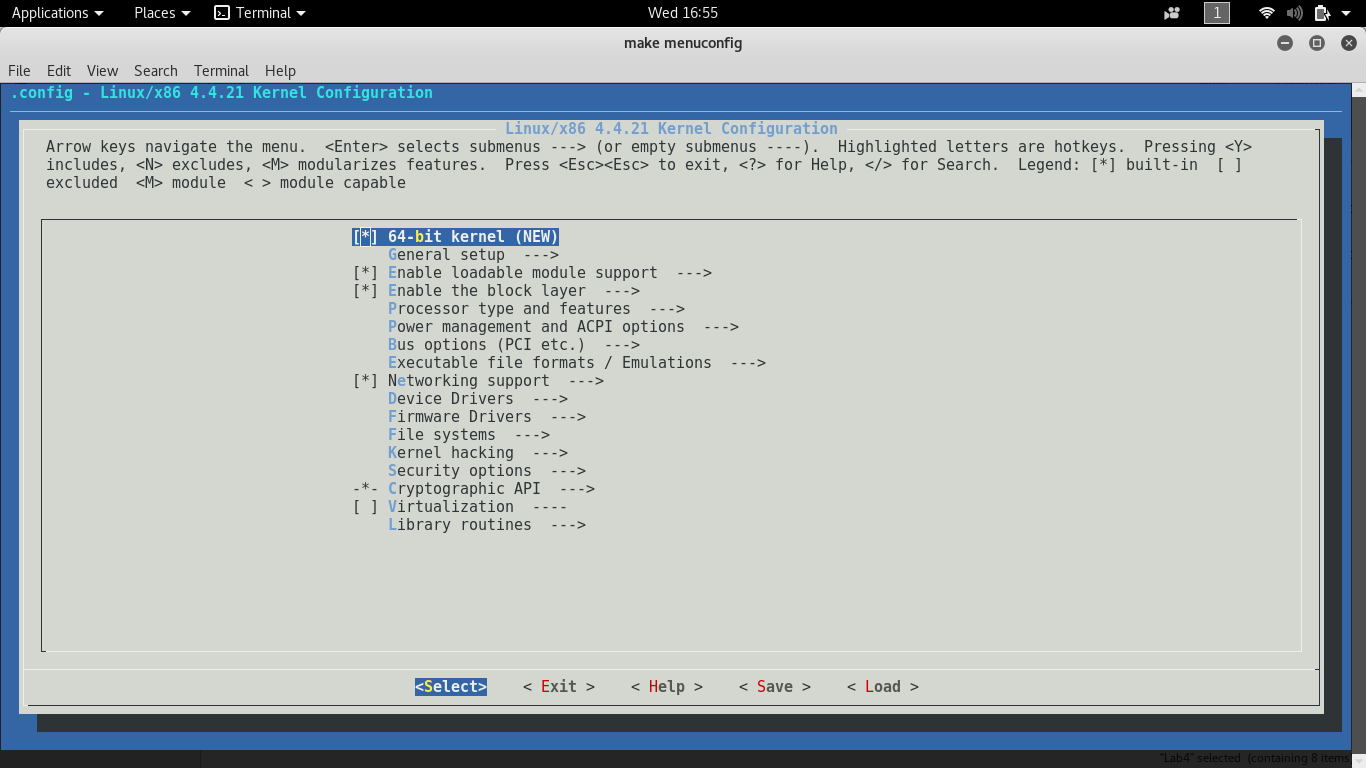 Applications Places Terminal Wed 16:55 1
make menuconfig
File Edit View Search Terminal Help
.config - Linux/x86 4.4.21 Kernel Configuration
Linux/x86 4.4.21 Kernel Configuration
Arrow keys navigate the menu.  <Enter> selects submenus ---> (or empty submenus ----).  Highlighted letters are hotkeys.  Pressing <Y>
includes, <N> excludes, <M> modularizes features.  Press <Esc><Esc> to exit, <?> for Help, </> for Search.  Legend: [*] built-in  [ ]
excluded  <M> module  < > module capable
[*] 64-bit kernel (NEW)
General setup  --->
[*] Enable loadable module support  --->
[*] Enable the block layer  --->
Processor type and features  --->
Power management and ACPI options  --->
Bus options (PCI etc.)  --->
Executable file formats / Emulations  --->
[*] Networking support  --->
Device Drivers  --->
Firmware Drivers  --->
File systems  --->
Kernel hacking  --->
Security options  --->
-*- Cryptographic API  --->
[ ] Virtualization  ----
Library routines  --->
<Select>    < Exit >    < Help >    < Save >    < Load >
"Lab4" selected (containing 8 items